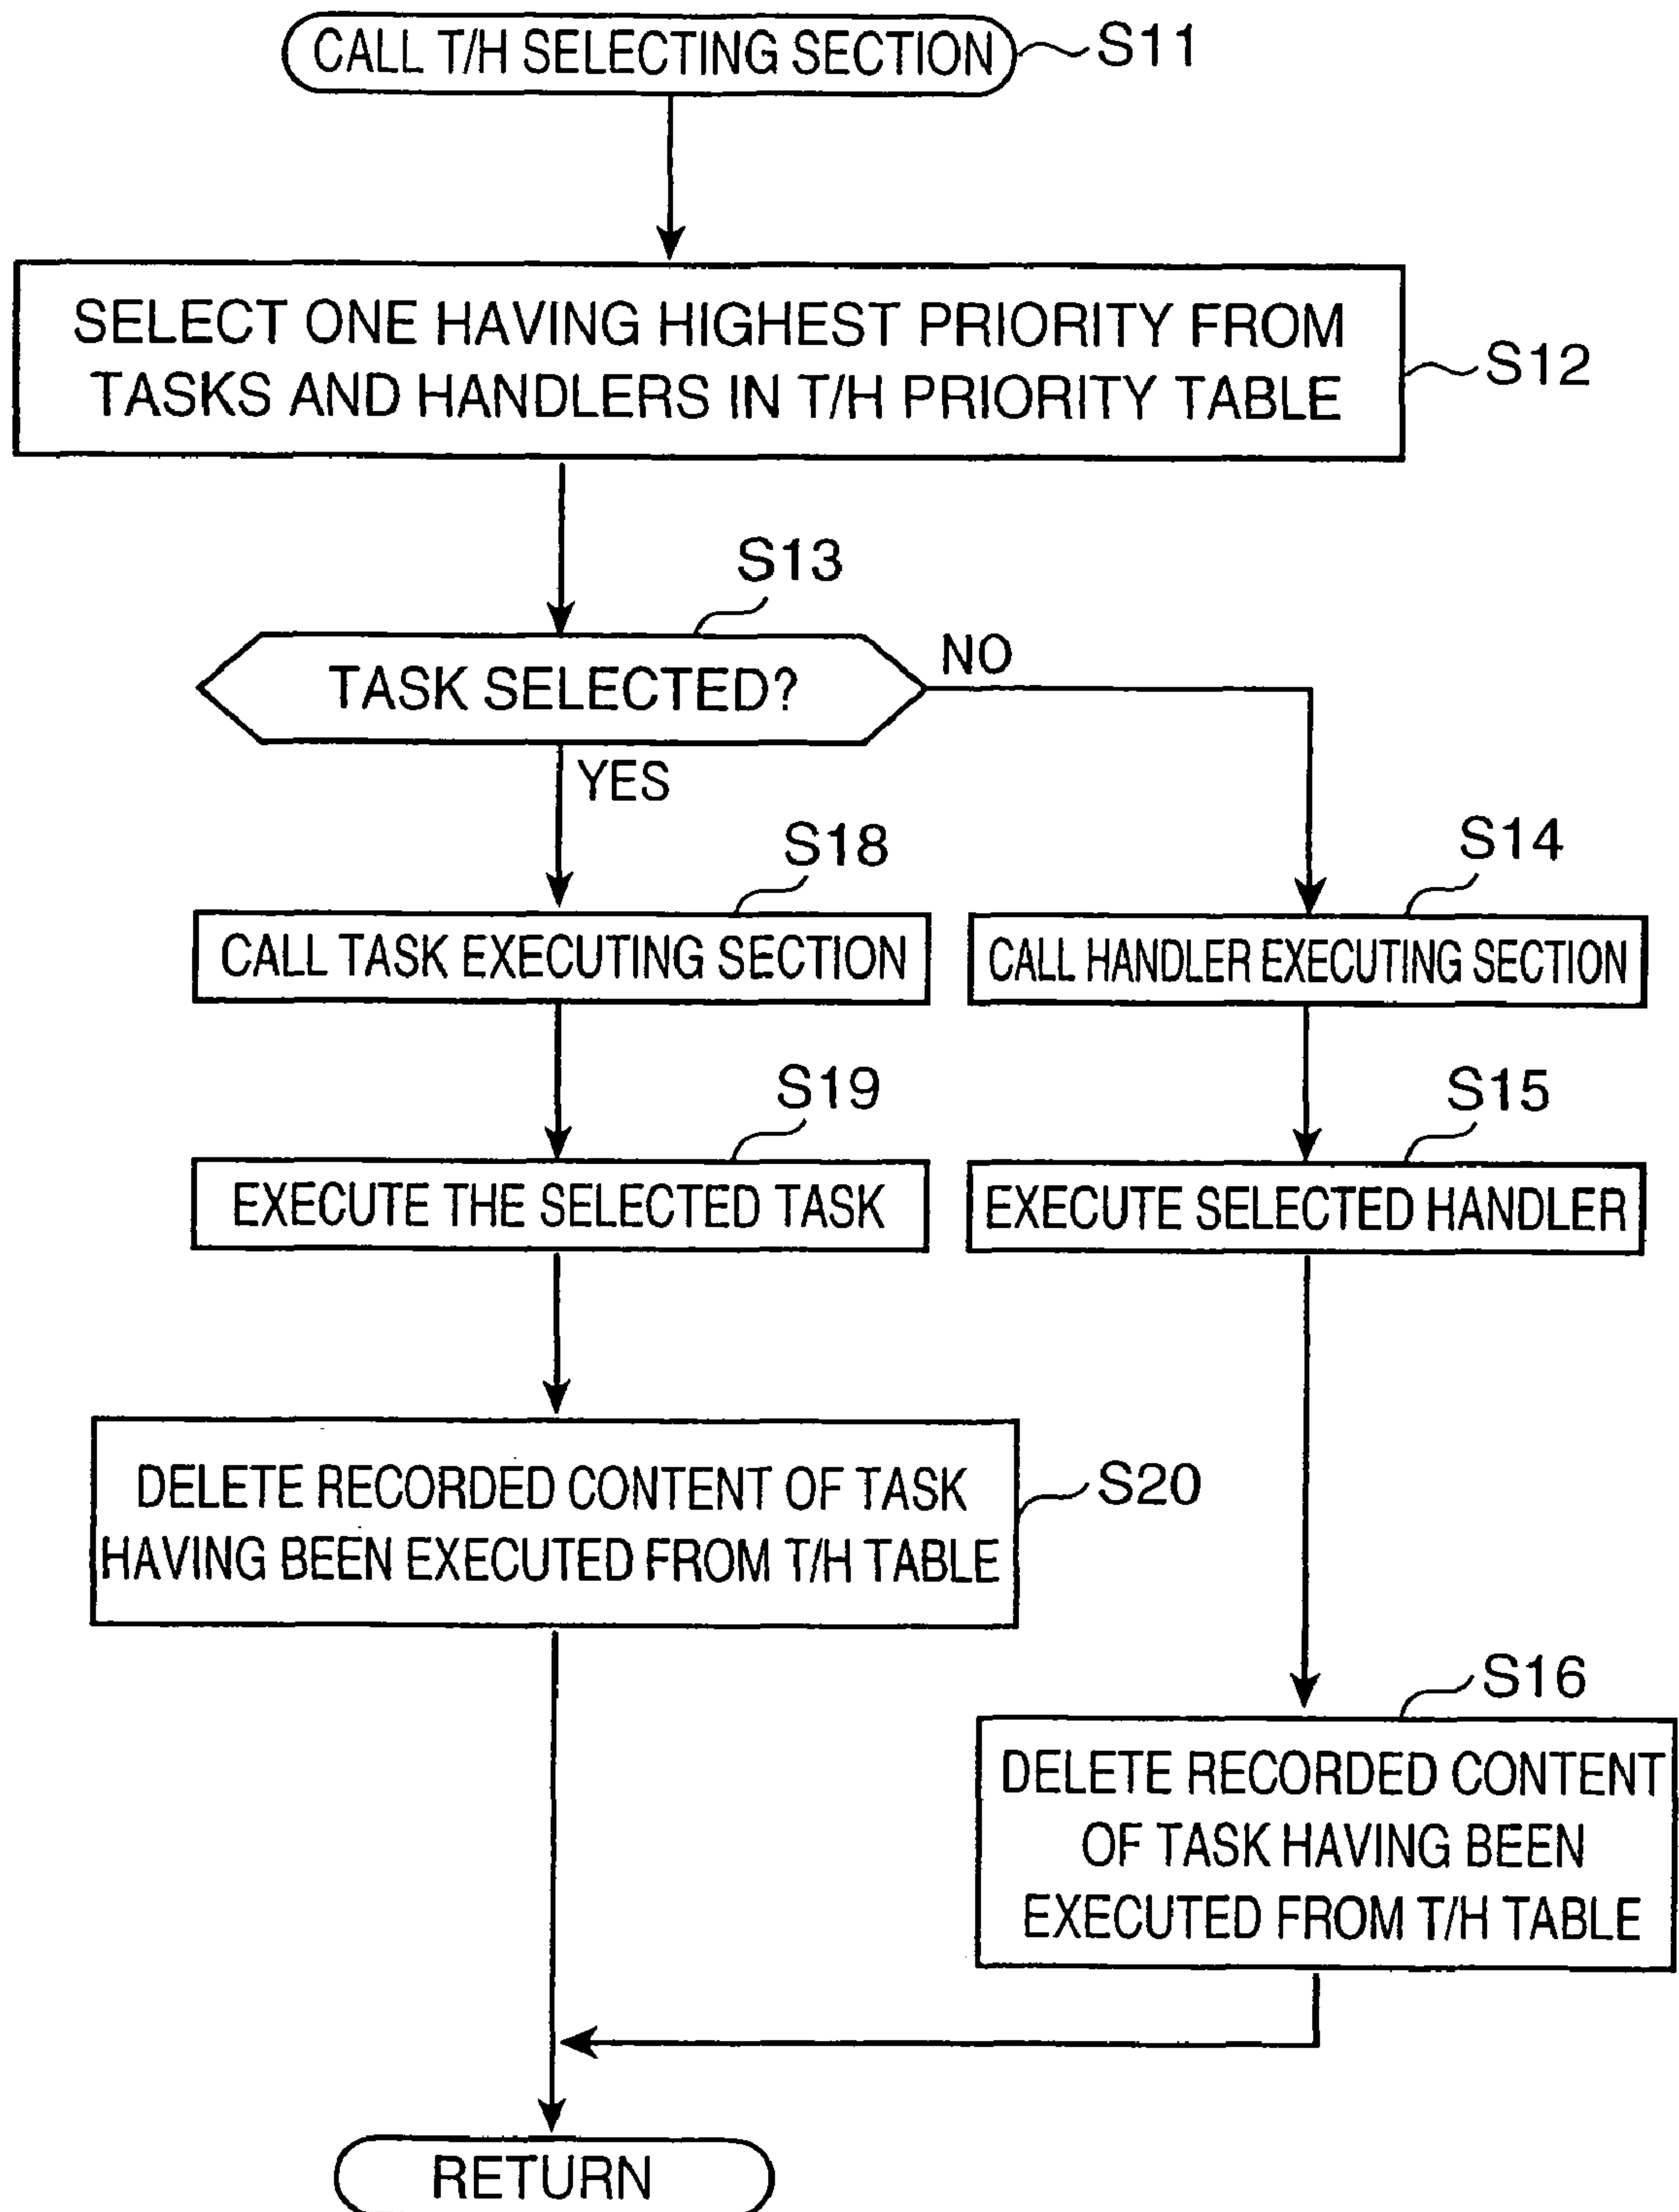 CALL T/H SELECTING SECTION
S11
SELECT ONE HAVING HIGHEST PRIORITY FROM
TASKS AND HANDLERS IN T/H PRIORITY TABLE
S12
S13
TASK SELECTED?
NO
YES
S18
CALL TASK EXECUTING SECTION
S14
CALL HANDLER EXECUTING SECTION
S19
EXECUTE THE SELECTED TASK
S15
EXECUTE SELECTED HANDLER
DELETE RECORDED CONTENT OF TASK
HAVING BEEN EXECUTED FROM T/H TABLE
S20
S16
DELETE RECORDED CONTENT
OF TASK HAVING BEEN
EXECUTED FROM T/H TABLE
RETURN